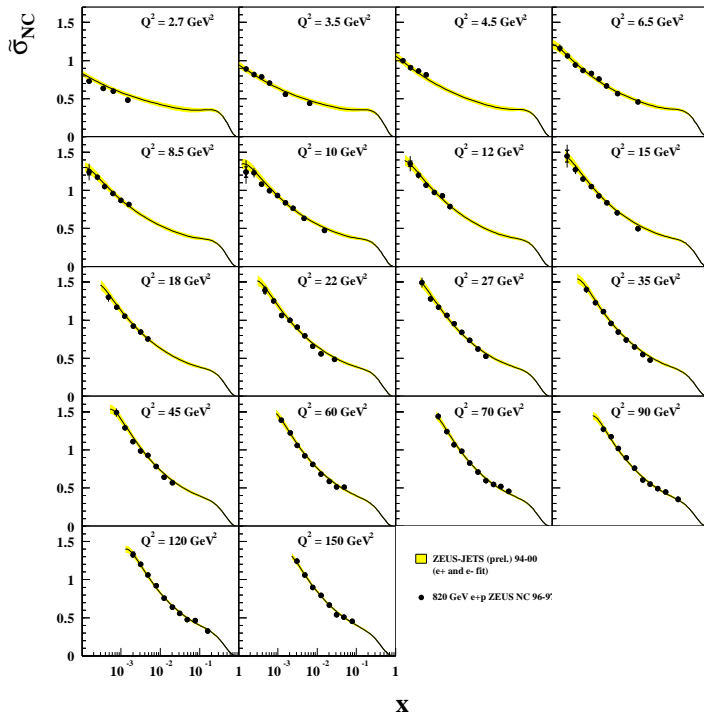 σ̃NC
Q² = 2.7 GeV² Q² = 3.5 GeV² Q² = 4.5 GeV² Q² = 6.5 GeV²
1.5
1
0.5
0
Q² = 8.5 GeV² Q² = 10 GeV² Q² = 12 GeV² Q² = 15 GeV²
1.5
1
0.5
0
Q² = 18 GeV² Q² = 22 GeV² Q² = 27 GeV² Q² = 35 GeV²
1.5
1
0.5
0
Q² = 45 GeV² Q² = 60 GeV² Q² = 70 GeV² Q² = 90 GeV²
1.5
1
0.5
0
Q² = 120 GeV² Q² = 150 GeV²
1.5
1
0.5
0
ZEUS-JETS (prel.) 94-00
(e+ and e- fit)
820 GeV e+p ZEUS NC 96-9
10⁻³ 10⁻² 10⁻¹ 1 10⁻³ 10⁻² 10⁻¹ 1
x